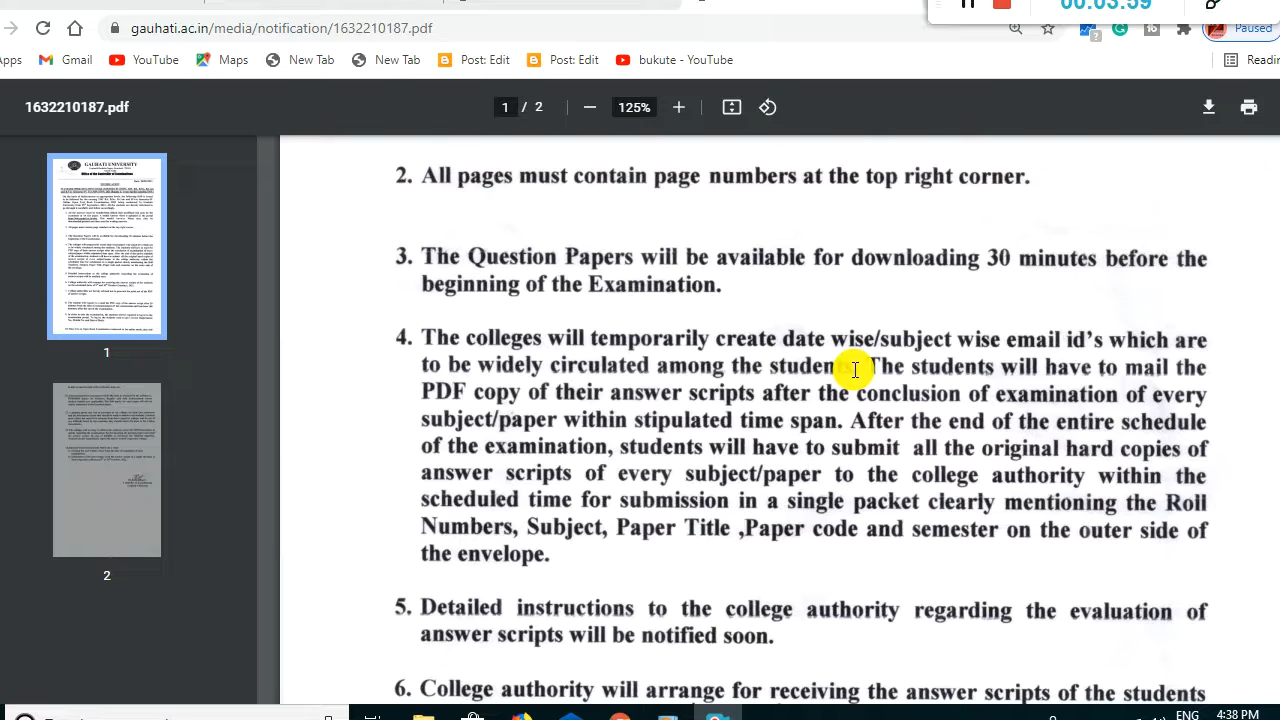 00:03:59
gauhati.ac.in/media/notification/1632210187.pdf
Paused
Apps Gmail YouTube Maps New Tab New Tab Post: Edit Post: Edit bukute - YouTube
1632210187.pdf
1 / 2
125%
GAUHATI UNIVERSITY
1
2
2. All pages must contain page numbers at the top right corner.
3. The Question Papers will be available for downloading 30 minutes before the
beginning of the Examination.
4. The colleges will temporarily create date wise/subject wise email id's which are
to be widely circulated among the students. The students will have to mail the
PDF copy of their answer scripts after the conclusion of examination of every
subject/paper within stipulated time span. After the end of the entire schedule
of the examination, students will have to submit all the original hard copies of
answer scripts of every subject/paper to the college authority within the
scheduled time for submission in a single packet clearly mentioning the Roll
Numbers, Subject, Paper Title ,Paper code and semester on the outer side of
the envelope.
5. Detailed instructions to the college authority regarding the evaluation of
answer scripts will be notified soon.
6. College authority will arrange for receiving the answer scripts of the students
ENG 4:38 PM